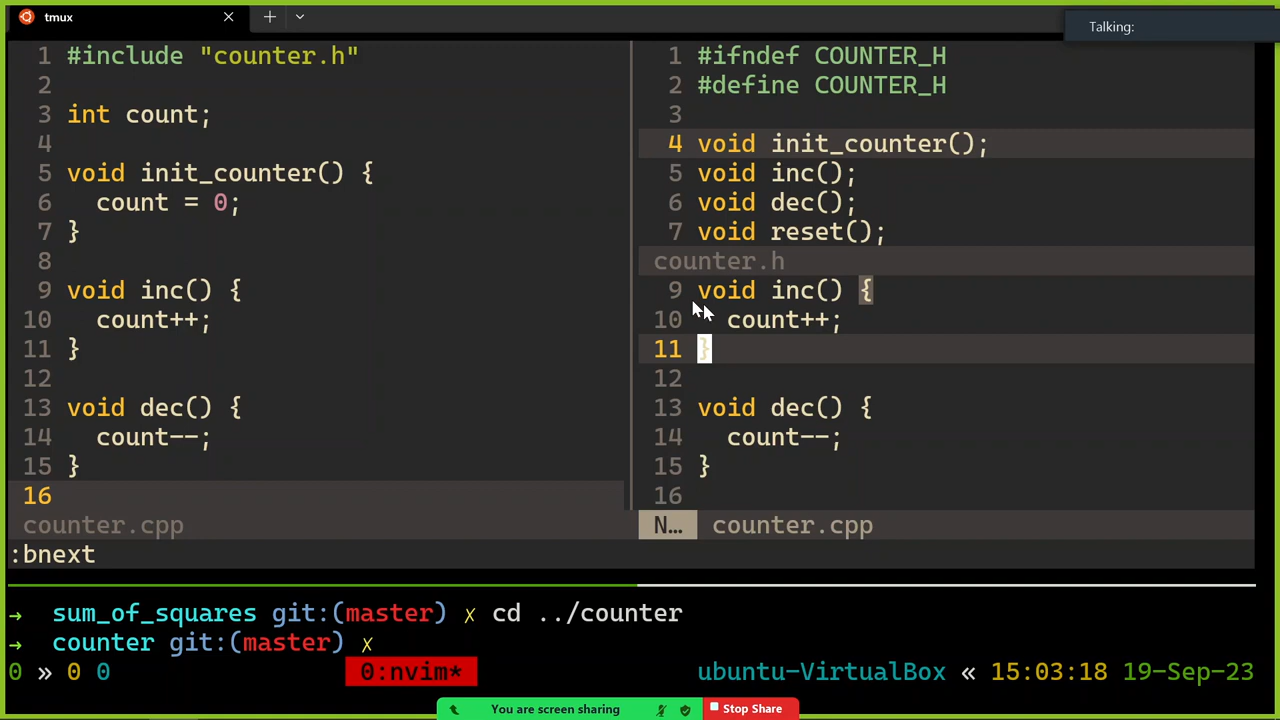 tmux
Talking:
1 #include "counter.h"
2
3 int count;
4
5 void init_counter() {
6   count = 0;
7 }
8
9 void inc() {
10   count++;
11 }
12
13 void dec() {
14   count--;
15 }
16
counter.cpp
1 #ifndef COUNTER_H
2 #define COUNTER_H
3
4 void init_counter();
5 void inc();
6 void dec();
7 void reset();
counter.h
9 void inc() {
10   count++;
11 }
12
13 void dec() {
14   count--;
15 }
16
N… counter.cpp
:bnext
→ sum_of_squares git:(master) ✗ cd ../counter
→ counter git:(master) ✗
0 » 0 0 0:nvim* ubuntu-VirtualBox « 15:03:18 19-Sep-23
You are screen sharing Stop Share